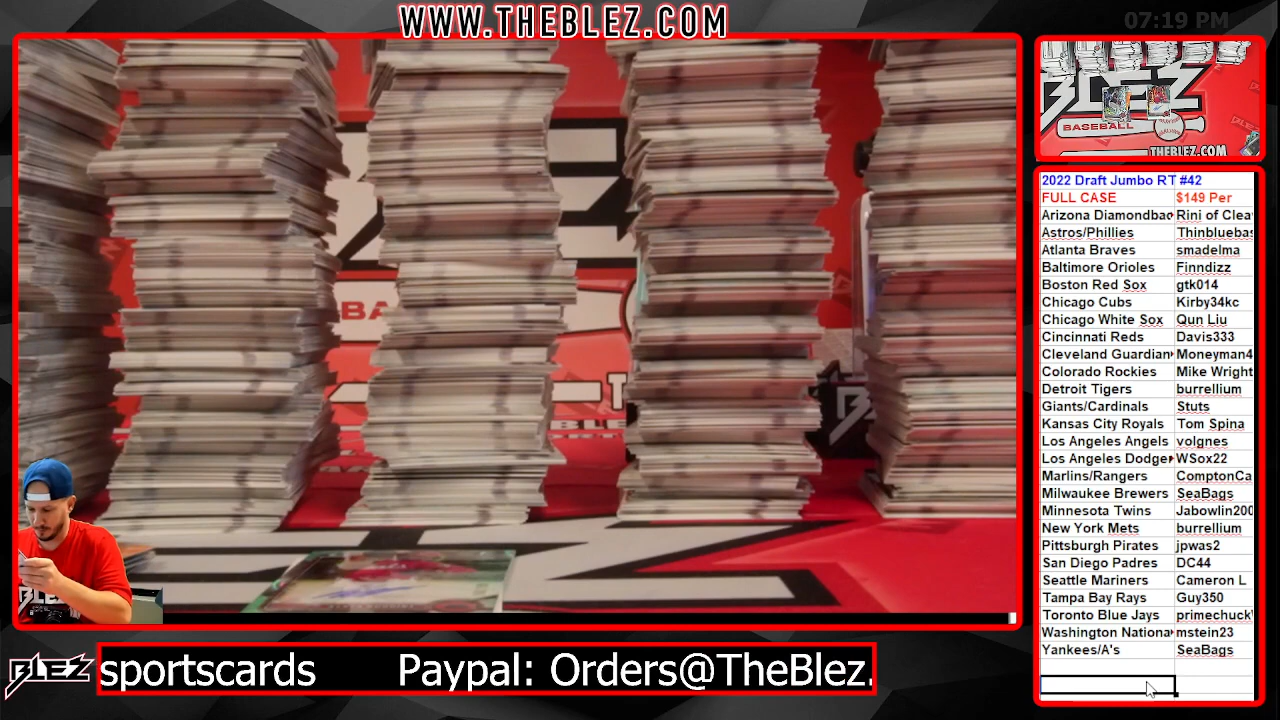 WWW.THEBLEZ.COM
07:19 PM
BLEZ
BASEBALL
THEBLEZ.COM
2022 Draft Jumbo RT #42
FULL CASE $149 Per
Arizona Diamondbac Rini of Clea
Astros/Phillies Thinbluebas
Atlanta Braves smadelma
Baltimore Orioles Finndizz
Boston Red Sox gtk014
Chicago Cubs Kirby34kc
Chicago White Sox Qun Liu
Cincinnati Reds Davis333
Cleveland Guardian Moneyman4
Colorado Rockies Mike Wright
Detroit Tigers burrellium
Giants/Cardinals Stuts
Kansas City Royals Tom Spina
Los Angeles Angels volgnes
Los Angeles Dodger WSox22
Marlins/Rangers ComptonCa
Milwaukee Brewers SeaBags
Minnesota Twins Jabowlin200
New York Mets burrellium
Pittsburgh Pirates jpwas2
San Diego Padres DC44
Seattle Mariners Cameron L
Tampa Bay Rays Guy350
Toronto Blue Jays primechuck
Washington Nationa mstein23
Yankees/A's SeaBags
BLEZ sportscards Paypal: Orders@TheBlez.